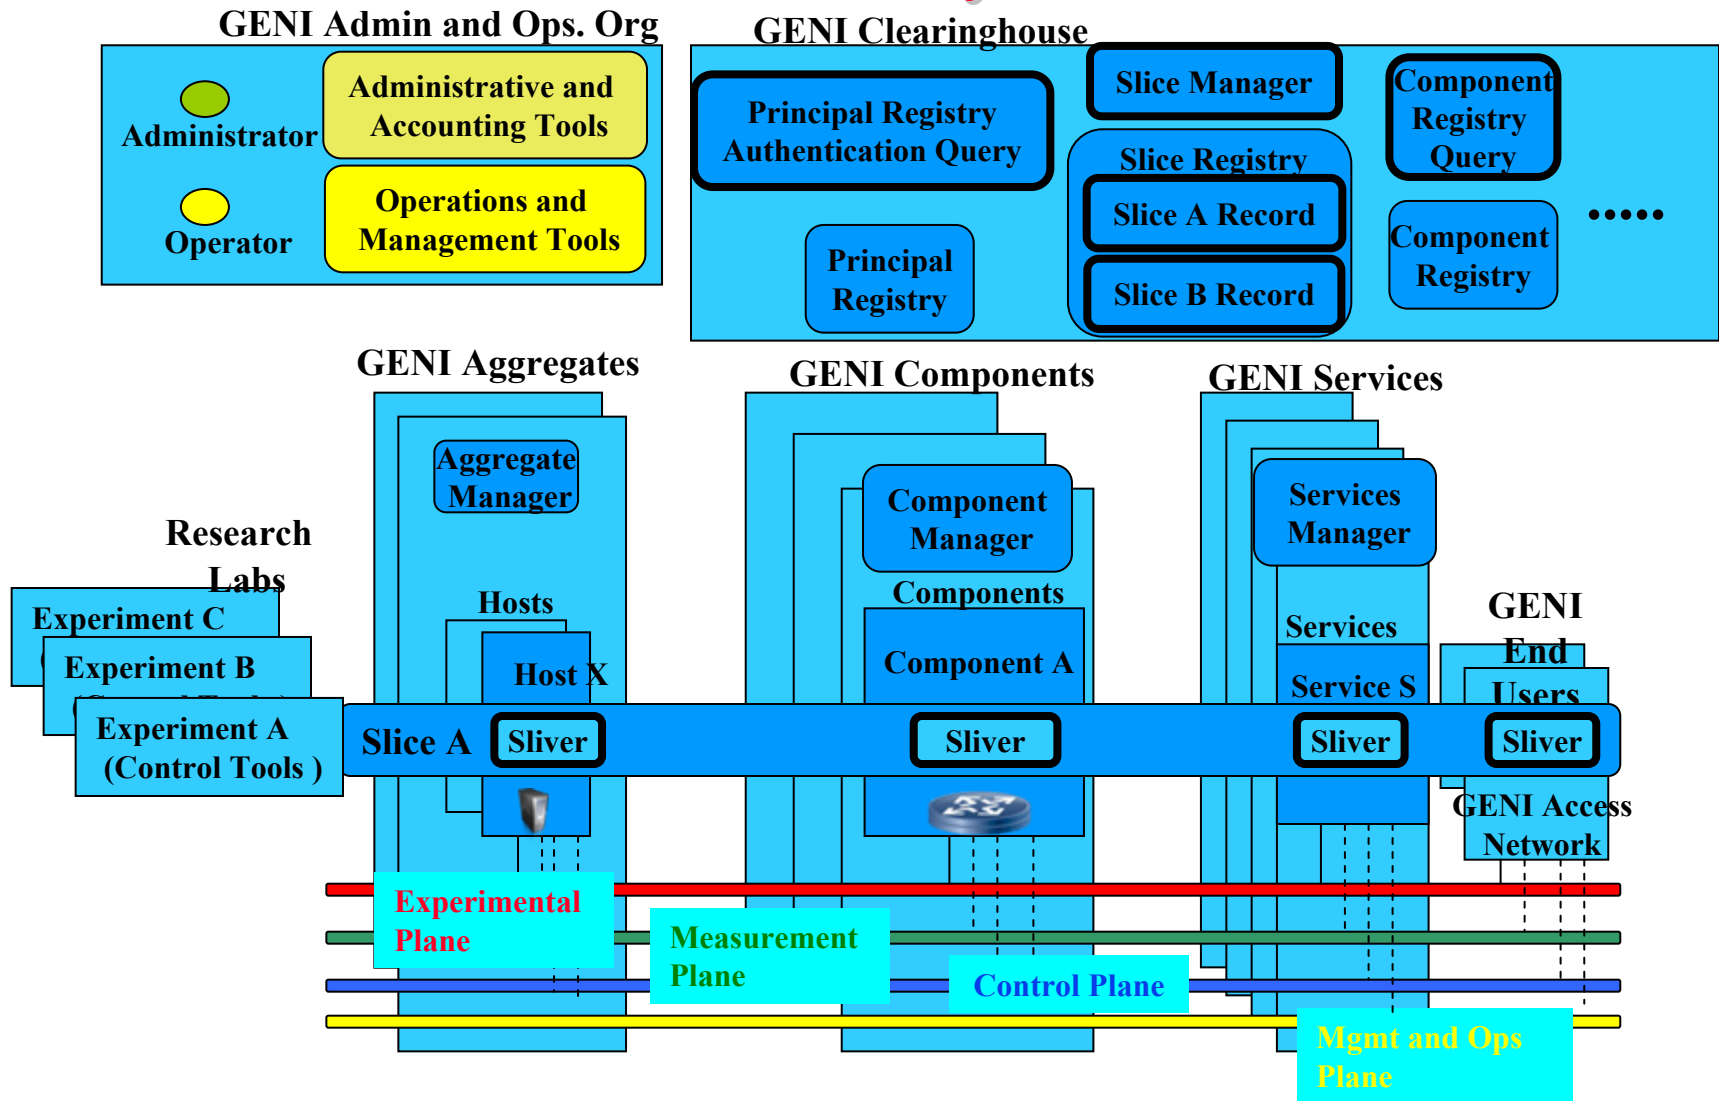 GENI Admin and Ops. Org
Administrator
Administrative and
Accounting Tools
Operator
Operations and
Management Tools
GENI Clearinghouse
Principal Registry
Authentication Query
Principal
Registry
Slice Manager
Slice Registry
Slice A Record
Slice B Record
Component
Registry
Query
Component
Registry
.....
GENI Aggregates
Aggregate
Manager
Hosts
Host X
GENI Components
Component
Manager
Components
Component A
GENI Services
Services
Manager
Services
Service S
GENI
End
Users
Research
Labs
Experiment C
Experiment B
Experiment A
(Control Tools )
Slice A
Sliver
Sliver
Sliver
Sliver
GENI Access
Network
Experimental
Plane
Measurement
Plane
Control Plane
Mgmt and Ops
Plane